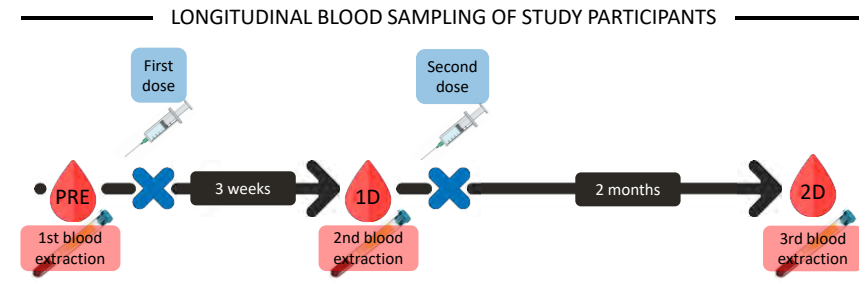 LONGITUDINAL BLOOD SAMPLING OF STUDY PARTICIPANTS
First
dose
Second
dose
PRE
3 weeks
1D
2 months
2D
1st blood
extraction
2nd blood
extraction
3rd blood
extraction